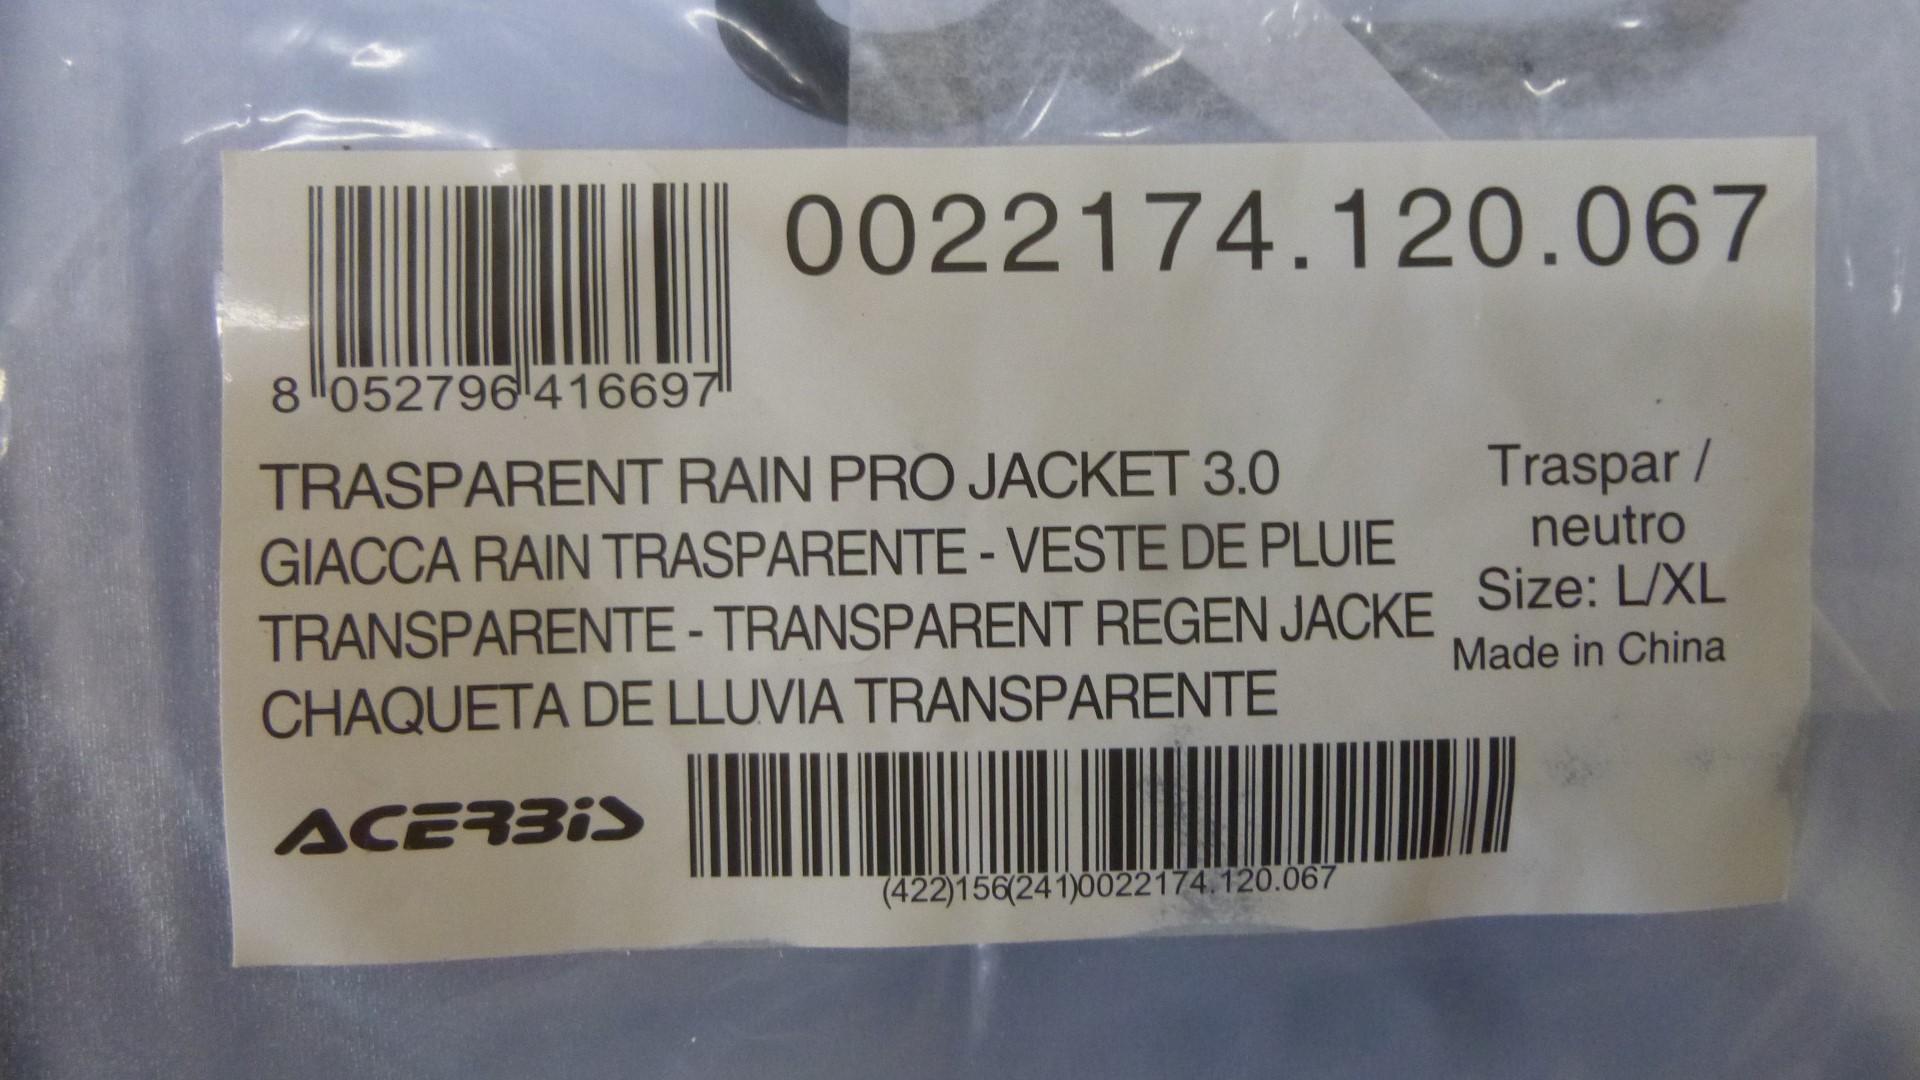 0022174.120.067
8 052796 416697
TRASPARENT RAIN PRO JACKET 3.0
GIACCA RAIN TRASPARENTE - VESTE DE PLUIE
TRANSPARENTE - TRANSPARENT REGEN JACKE
CHAQUETA DE LLUVIA TRANSPARENTE
Traspar /
neutro
Size: L/XL
Made in China
ACERBiS
(422)156(241)0022174.120.067